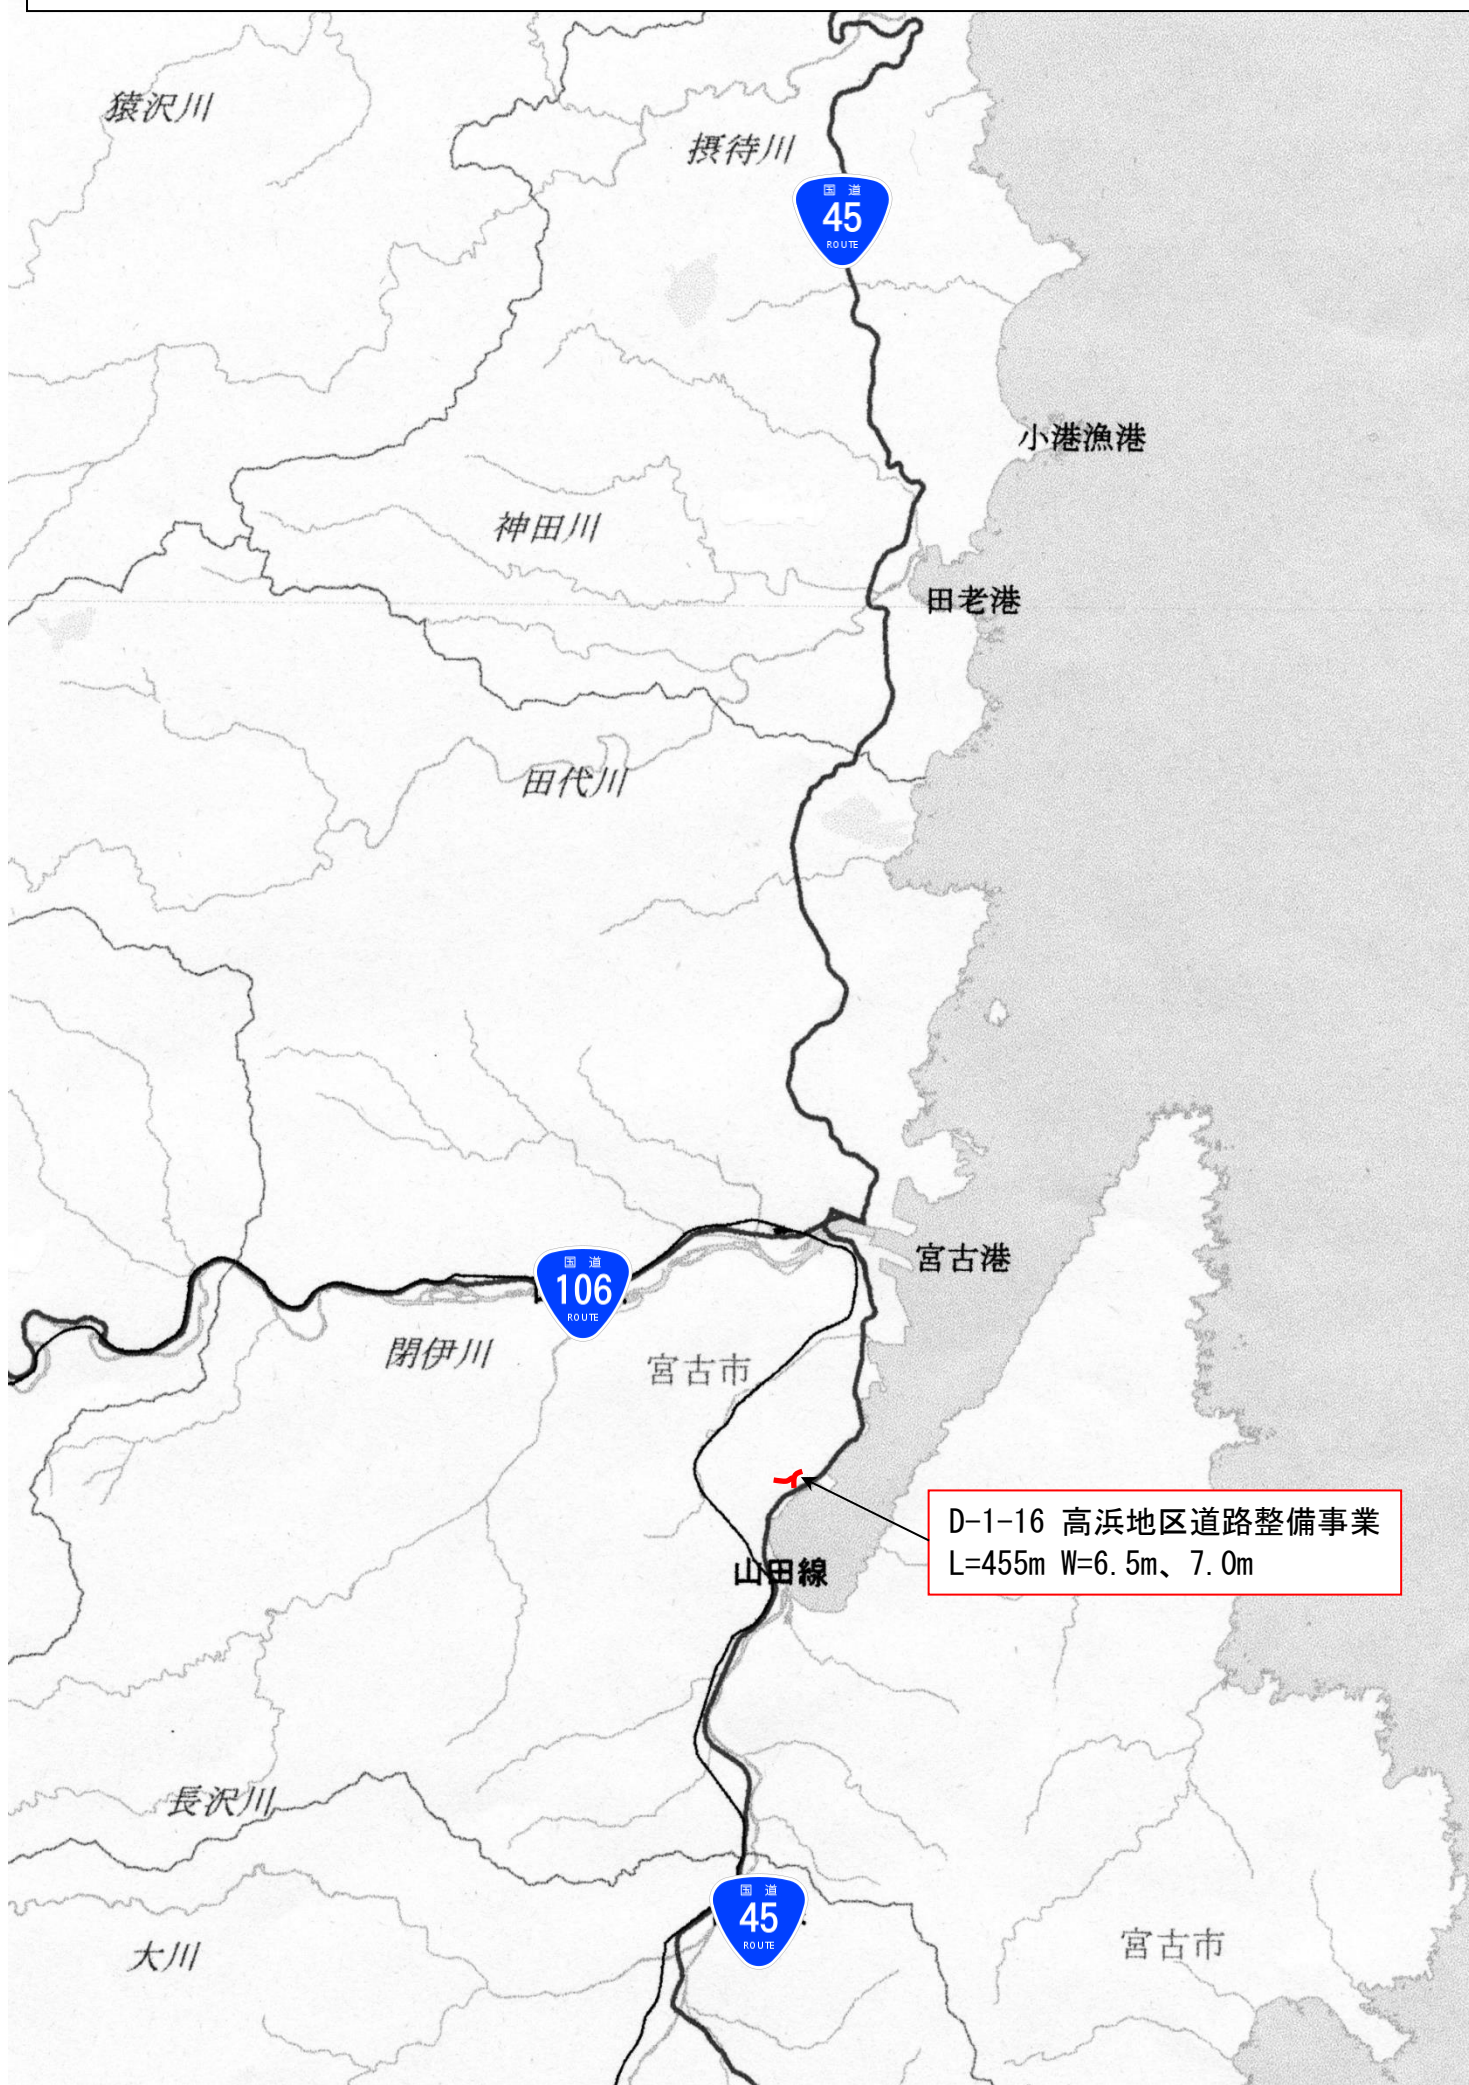 猿沢川
摂待川
国道
45
ROUTE
小港漁港
神田川
田老港
田代川
宮古港
国道
106
ROUTE
閉伊川
宮古市
D-1-16 高浜地区道路整備事業
L=455m W=6.5m、7.0m
山田線
長沢川
国道
45
ROUTE
大川
宮古市